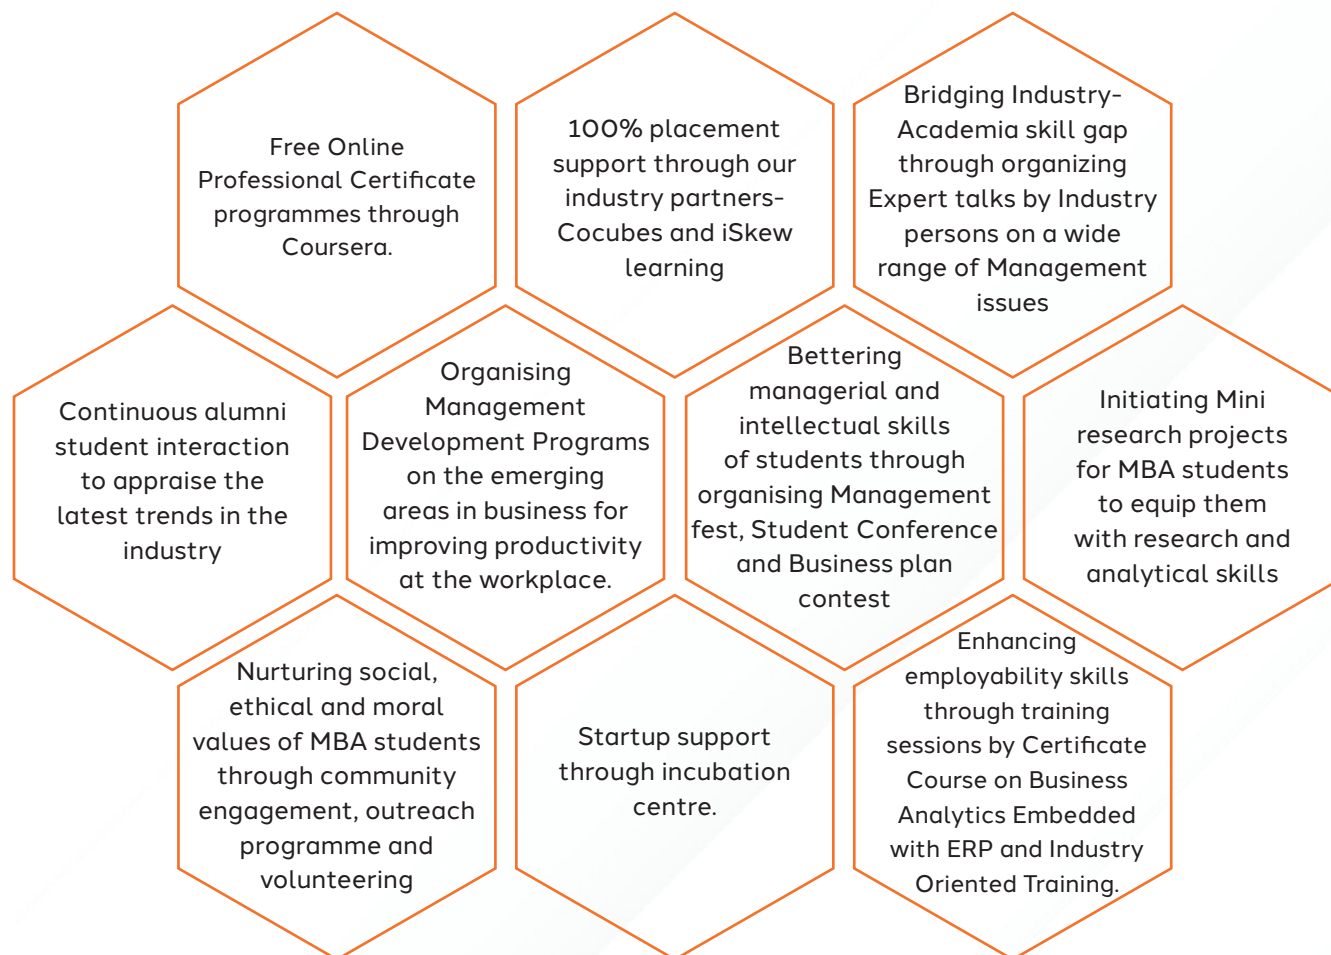 Free Online
Professional Certificate
programmes through
Coursera.
100% placement
support through our
industry partners-
Cocubes and iSkew
learning
Bridging Industry-
Academia skill gap
through organizing
Expert talks by Industry
persons on a wide
range of Management
issues
Continuous alumni
student interaction
to appraise the
latest trends in the
industry
Organising
Management
Development Programs
on the emerging
areas in business for
improving productivity
at the workplace.
Bettering
managerial and
intellectual skills
of students through
organising Management
fest, Student Conference
and Business plan
contest
Initiating Mini
research projects
for MBA students
to equip them
with research and
analytical skills
Nurturing social,
ethical and moral
values of MBA students
through community
engagement, outreach
programme and
volunteering
Startup support
through incubation
centre.
Enhancing
employability skills
through training
sessions by Certificate
Course on Business
Analytics Embedded
with ERP and Industry
Oriented Training.